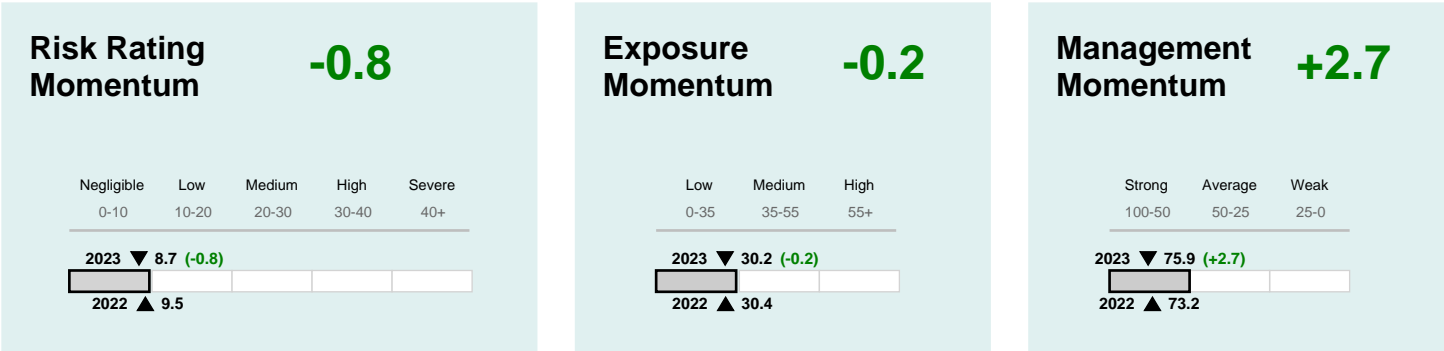 Risk Rating
Momentum
-0.8
Negligible Low Medium High Severe
0-10 10-20 20-30 30-40 40+
2023 ▼ 8.7 (-0.8)
2022 ▲ 9.5
Exposure
Momentum
-0.2
Low Medium High
0-35 35-55 55+
2023 ▼ 30.2 (-0.2)
2022 ▲ 30.4
Management
Momentum
+2.7
Strong Average Weak
100-50 50-25 25-0
2023 ▼ 75.9 (+2.7)
2022 ▲ 73.2